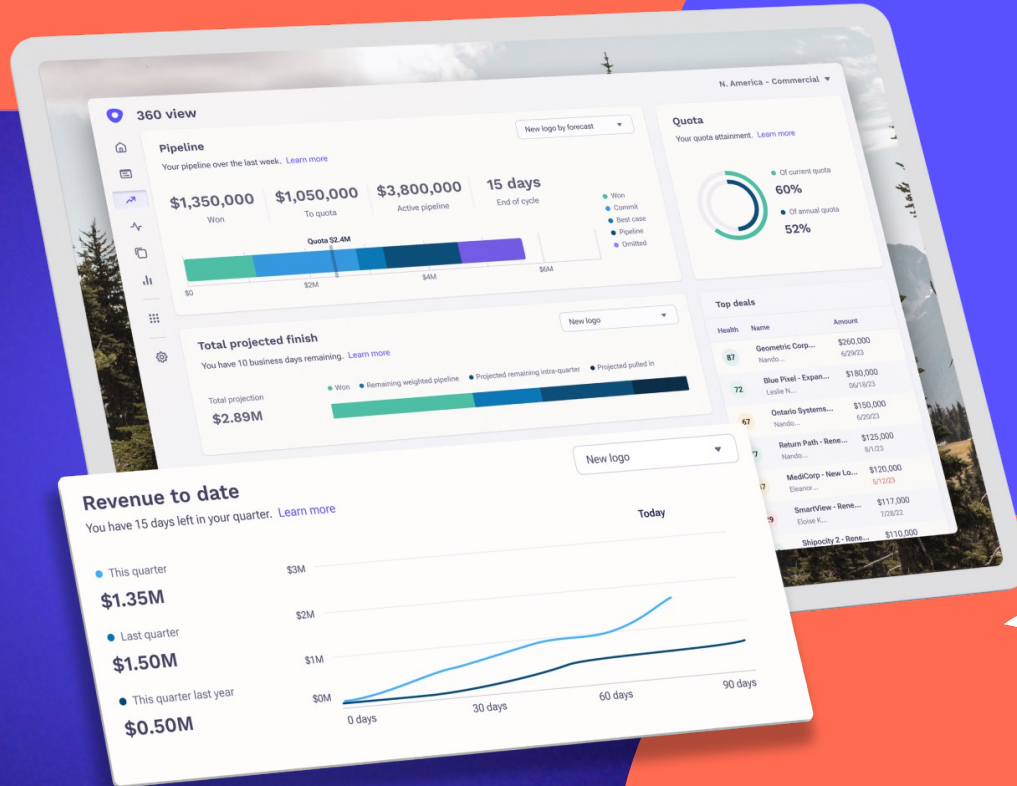 360 view
N. America - Commercial
Pipeline
Your pipeline over the last week. Learn more
New logo by forecast
$1,350,000
Won
$1,050,000
To quota
$3,800,000
Active pipeline
15 days
End of cycle
Won
Commit
Best case
Pipeline
Omitted
Quota $2.4M
$0
$2M
$4M
$6M
Quota
Your quota attainment. Learn more
Of current quota
60%
Of annual quota
52%
Total projected finish
You have 10 business days remaining. Learn more
New logo
Total projection
$2.89M
Won
Remaining weighted pipeline
Projected remaining intra-quarter
Projected pulled in
Top deals
Health Name Amount
87 Geometric Corp... $260,000
Nando... 6/29/23
72 Blue Pixel - Expan... $180,000
Leslie N... 06/18/23
67 Ontario Systems... $150,000
Nando... 6/20/23
Return Path - Rene... $125,000
Nando... 8/1/23
MediCorp - New Lo... $120,000
Eleanor... 5/12/23
SmartView - Rene... $117,000
Eloise K... 7/28/22
Shipocity 2 - Rene... $110,000
Revenue to date
You have 15 days left in your quarter. Learn more
New logo
This quarter
$1.35M
Last quarter
$1.50M
This quarter last year
$0.50M
Today
$3M
$2M
$1M
$0M
0 days
30 days
60 days
90 days